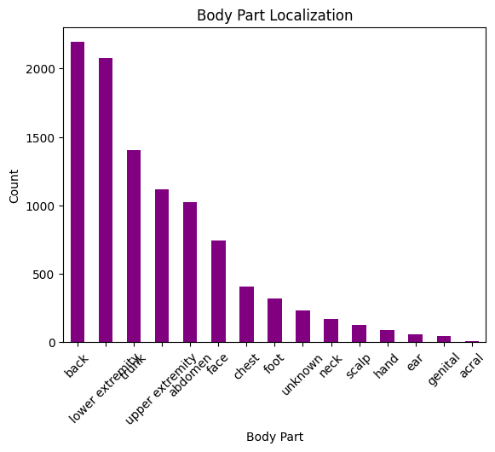 Body Part Localization
Count
2000
1500
1000
500
0
back
lower extremity
trunk
upper extremity
abdomen
face
chest
foot
unknown
neck
scalp
hand
ear
genital
acral
Body Part